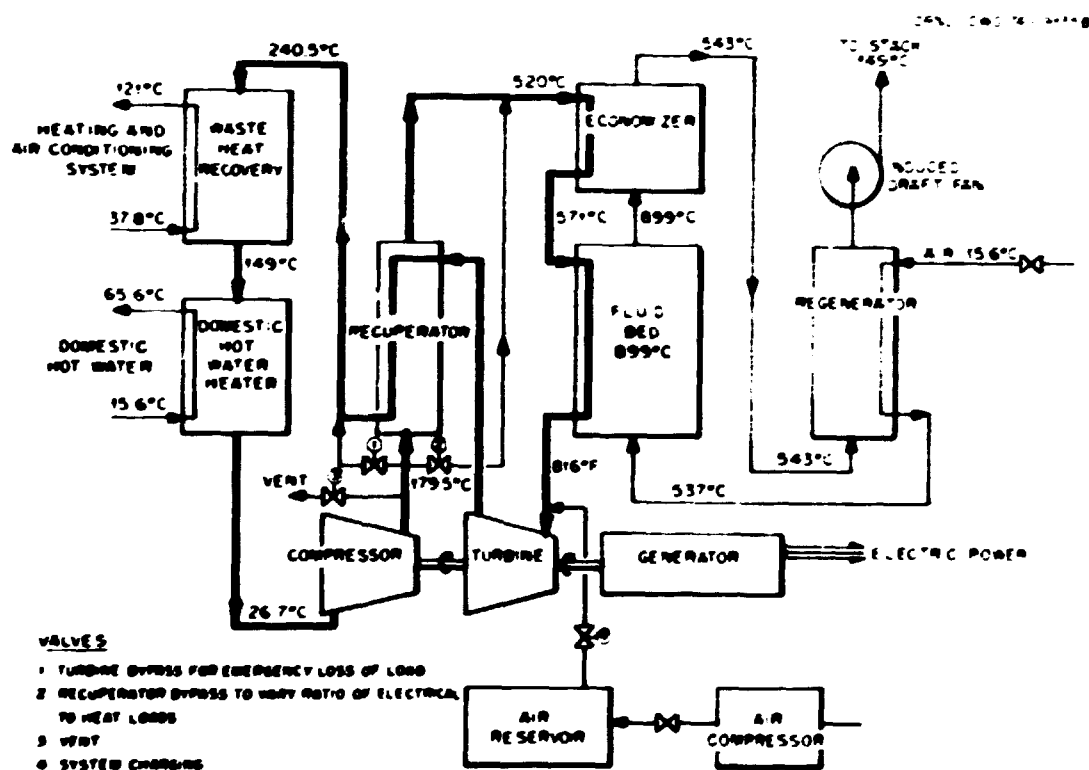 240.5°C
543°C
TO STACK
149°C
121°C
520°C
HEATING AND
AIR CONDITIONING
SYSTEM
WASTE
HEAT
RECOVERY
ECONOMIZER
INDUCED
DRAFT FAN
37.8°C
571°C
899°C
149°C
AIR 15.6°C
65.6°C
REGENERATOR
DOMESTIC
HOT WATER
DOMESTIC
HOT
WATER
HEATER
RECUPERATOR
FLUID
BED
899°C
15.6°C
VENT
179.5°C
816°F
543°C
537°C
COMPRESSOR
TURBINE
GENERATOR
ELECTRIC POWER
26.7°C
VALVES
1 TURBINE BYPASS FOR EMERGENCY LOSS OF LOAD
2 RECUPERATOR BYPASS TO VARY RATIO OF ELECTRICAL
TO HEAT LOADS
3 VENT
4 SYSTEM CHARGING
AIR
RESERVOIR
AIR
COMPRESSOR